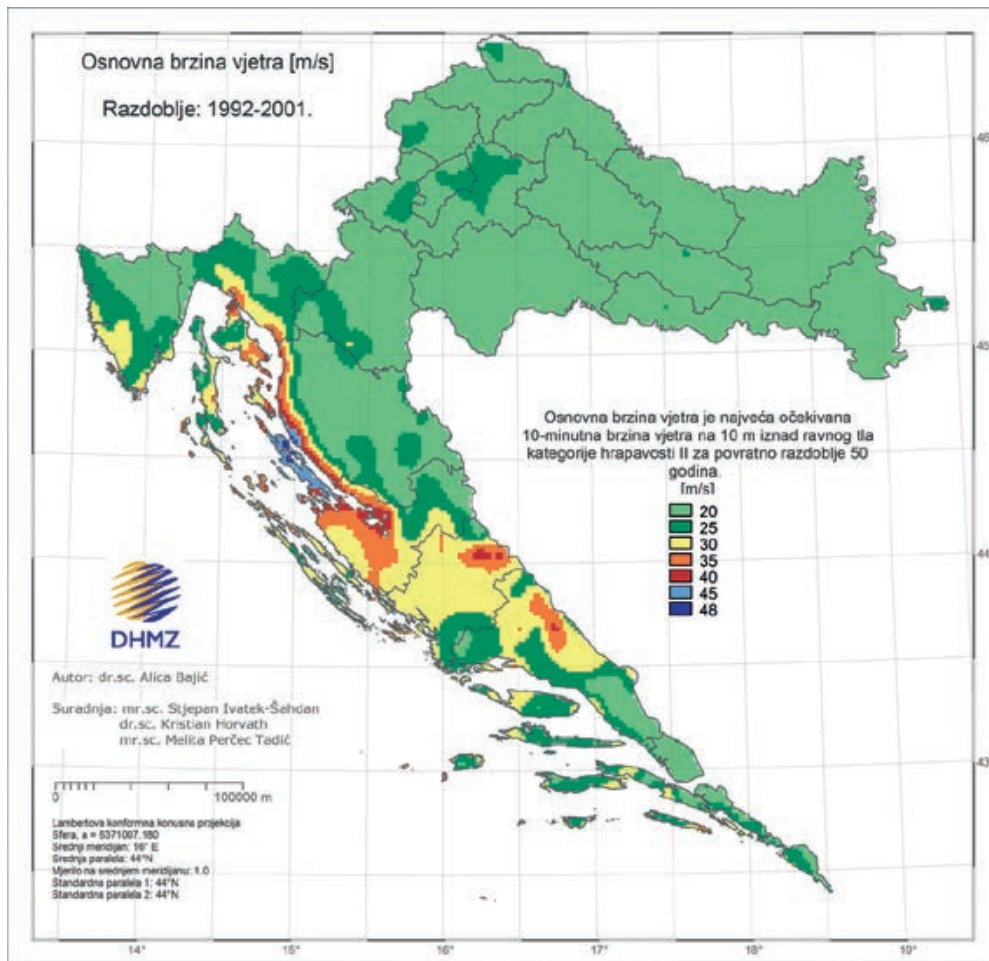 Osnovna brzina vjetra [m/s]
Razdoblje: 1992-2001.
46
45
44
43
Osnovna brzina vjetra je najveća očekivana
10-minutna brzina vjetra na 10 m iznad ravnog tla
kategorije hrapavosti II za povratno razdoblje 50
godina.
[m/s]
20
25
30
35
40
45
48
DHMZ
Autor: dr.sc. Alica Bajić
Suradnja: mr.sc. Stjepan Ivatek-Šahdan
dr.sc. Kristian Horvath
mr.sc. Melita Perčec Tadić
0 100000 m
Lambertova konformna konusna projekcija
Sfera, a = 6371007.180
Srednji meridijan: 16° E
Srednja paralela: 44°N
Mjerilo na srednjem meridijanu: 1.0
Standardna paralela 1: 44°N
Standardna paralela 2: 44°N
14° 15° 16° 17° 18° 19°